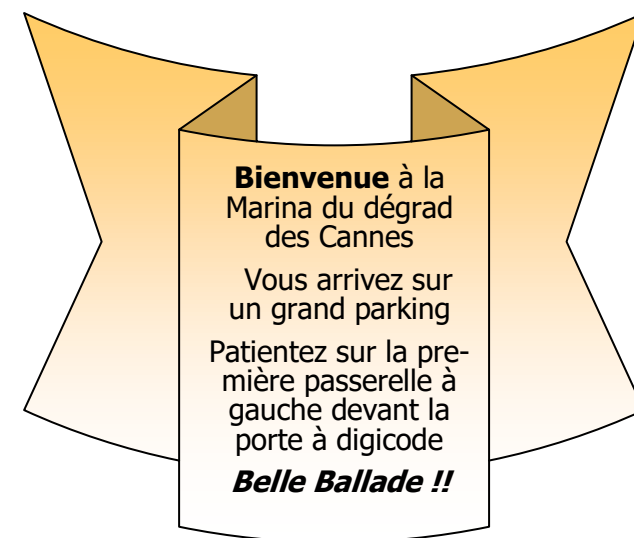 Bienvenue à la
Marina du dégrad
des Cannes
Vous arrivez sur
un grand parking
Patientez sur la pre-
mière passerelle à
gauche devant la
porte à digicode
Belle Ballade !!